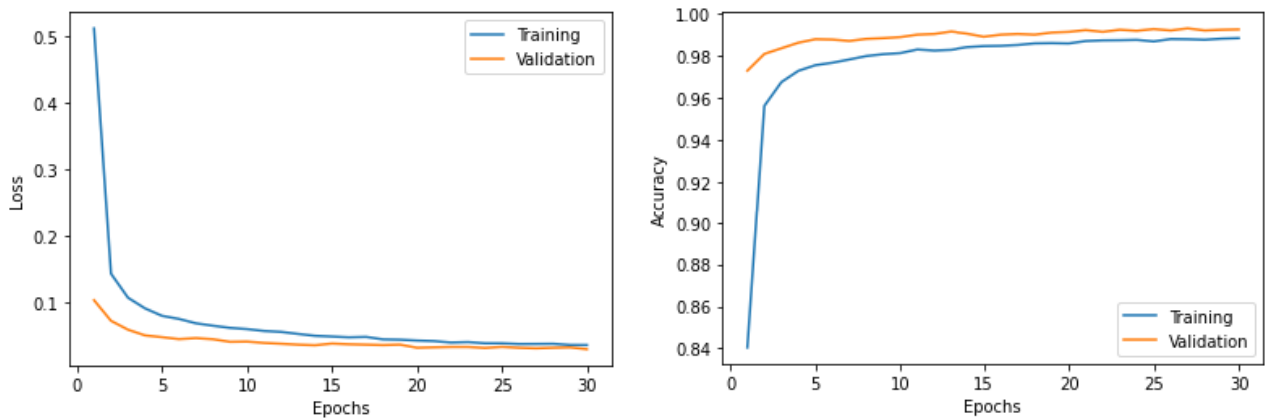 0.5
0.4
0.3
0.2
0.1
Loss
Training
Validation
0 5 10 15 20 25 30
Epochs
1.00
0.98
0.96
0.94
0.92
0.90
0.88
0.86
0.84
Accuracy
Training
Validation
0 5 10 15 20 25 30
Epochs